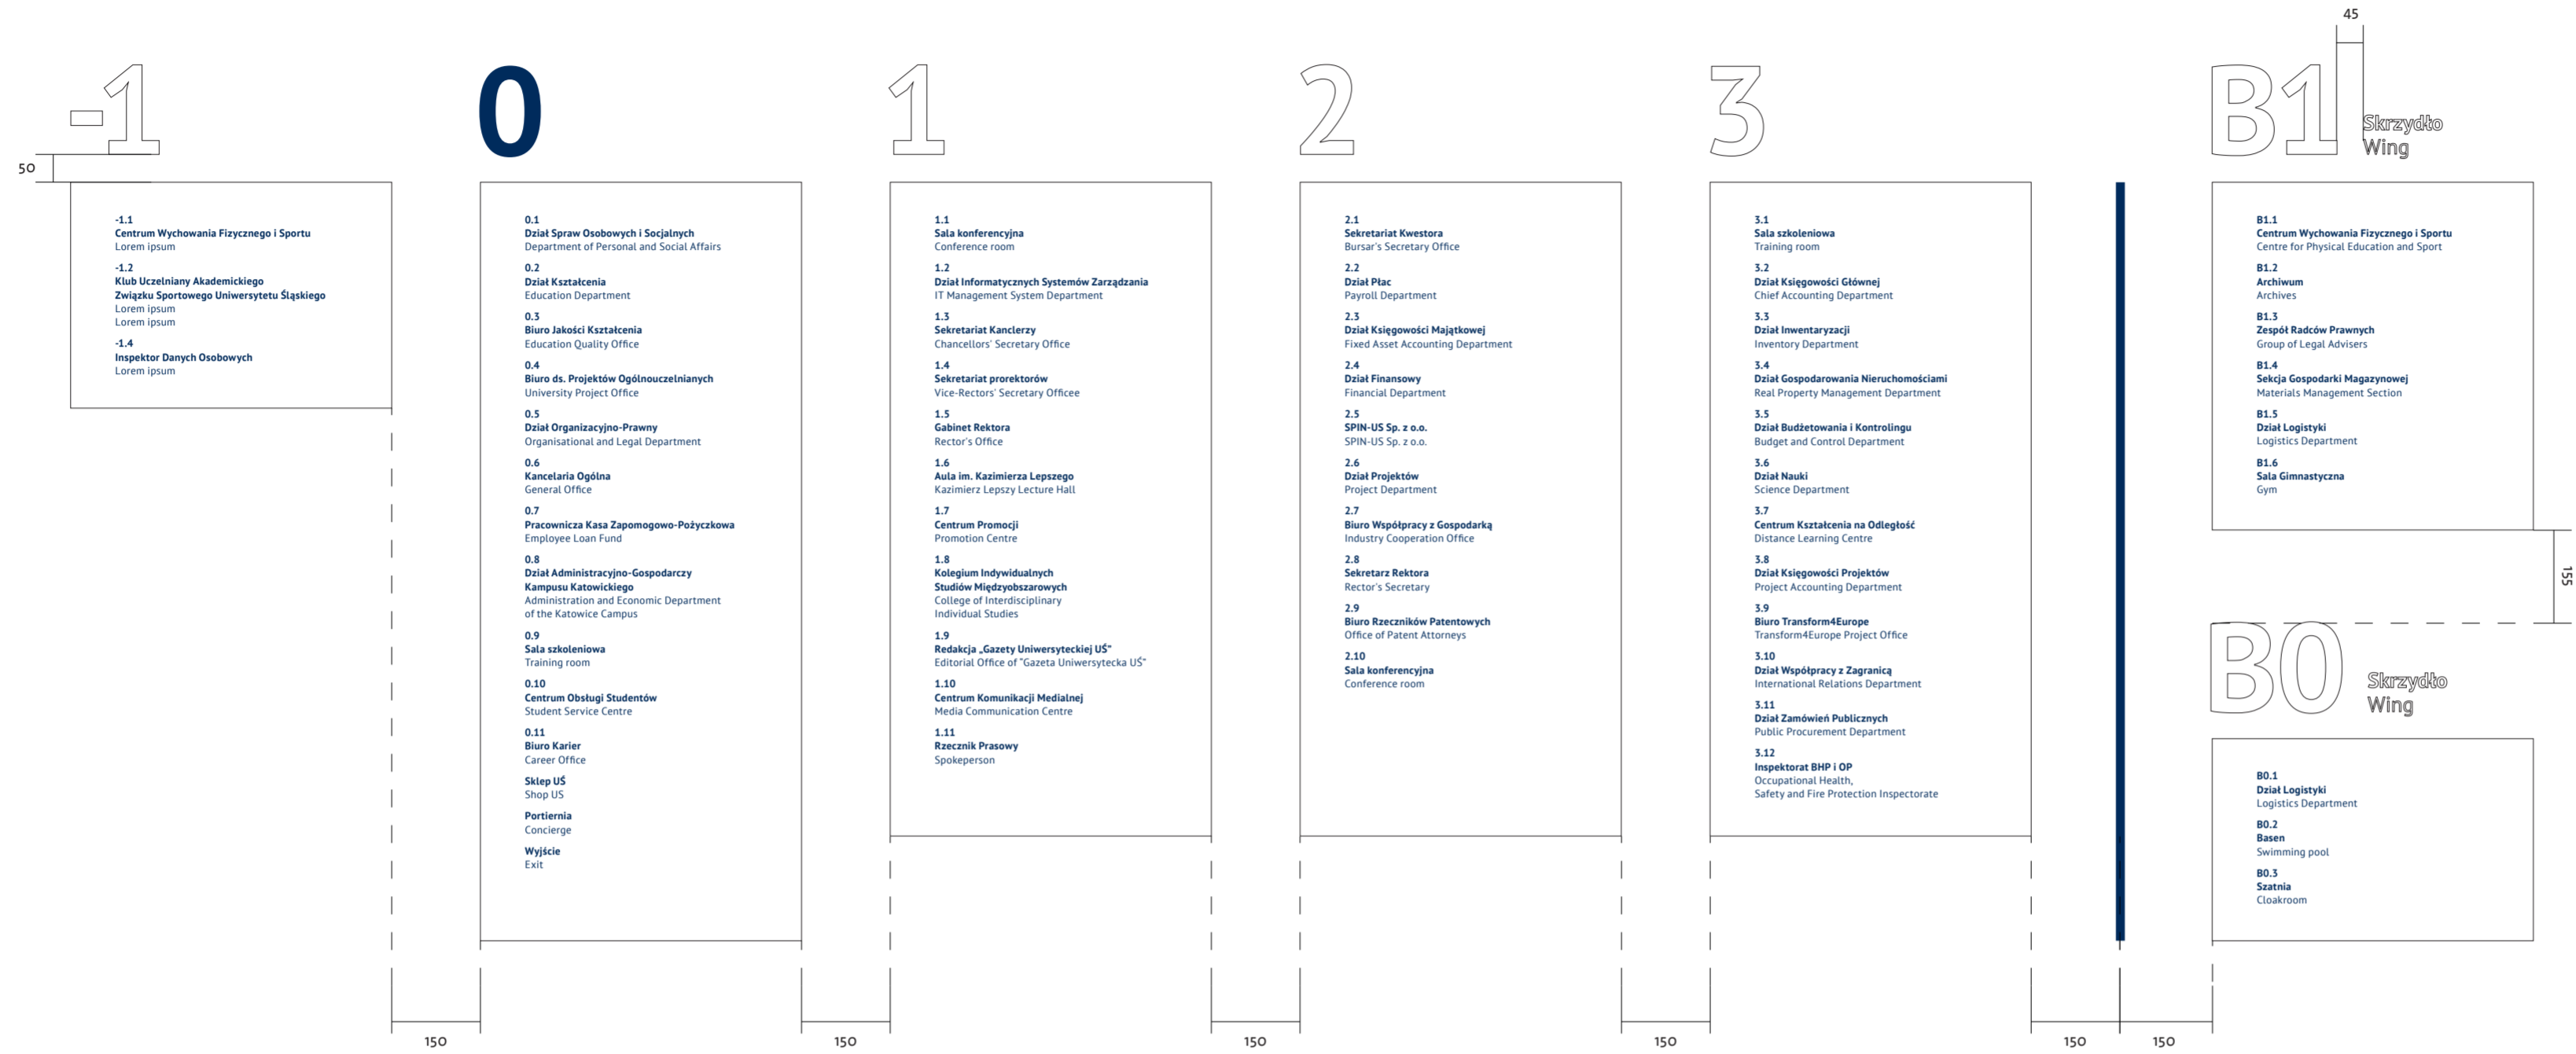 45
-1
50
-1.1
Centrum Wychowania Fizycznego i Sportu
Lorem ipsum
-1.2
Klub Uczelniany Akademickiego
Związku Sportowego Uniwersytetu Śląskiego
Lorem ipsum
Lorem ipsum
-1.4
Inspektor Danych Osobowych
Lorem ipsum
0
0.1
Dział Spraw Osobowych i Socjalnych
Department of Personal and Social Affairs
0.2
Dział Kształcenia
Education Department
0.3
Biuro Jakości Kształcenia
Education Quality Office
0.4
Biuro ds. Projektów Ogólnouczelnianych
University Project Office
0.5
Dział Organizacyjno-Prawny
Organisational and Legal Department
0.6
Kancelaria Ogólna
General Office
0.7
Pracownicza Kasa Zapomogowo-Pożyczkowa
Employee Loan Fund
0.8
Dział Administracyjno-Gospodarczy
Kampusu Katowickiego
Administration and Economic Department
of the Katowice Campus
0.9
Sala szkoleniowa
Training room
0.10
Centrum Obsługi Studentów
Student Service Centre
0.11
Biuro Karier
Career Office
Sklep UŚ
Shop US
Portiernia
Concierge
Wyjście
Exit
1
1.1
Sala konferencyjna
Conference room
1.2
Dział Informatycznych Systemów Zarządzania
IT Management System Department
1.3
Sekretariat Kanclerzy
Chancellors' Secretary Office
1.4
Sekretariat prorektorów
Vice-Rectors' Secretary Officee
1.5
Gabinet Rektora
Rector's Office
1.6
Aula im. Kazimierza Lepszego
Kazimierz Lepszy Lecture Hall
1.7
Centrum Promocji
Promotion Centre
1.8
Kolegium Indywidualnych
Studiów Międzyobszarowych
College of Interdisciplinary
Individual Studies
1.9
Redakcja „Gazety Uniwersyteckiej UŚ"
Editorial Office of "Gazeta Uniwersytecka UŚ"
1.10
Centrum Komunikacji Medialnej
Media Communication Centre
1.11
Rzecznik Prasowy
Spokeperson
2
2.1
Sekretariat Kwestora
Bursar's Secretary Office
2.2
Dział Płac
Payroll Department
2.3
Dział Księgowości Majątkowej
Fixed Asset Accounting Department
2.4
Dział Finansowy
Financial Department
2.5
SPIN-US Sp. z o.o.
SPIN-US Sp. z o.o.
2.6
Dział Projektów
Project Department
2.7
Biuro Współpracy z Gospodarką
Industry Cooperation Office
2.8
Sekretarz Rektora
Rector's Secretary
2.9
Biuro Rzeczników Patentowych
Office of Patent Attorneys
2.10
Sala konferencyjna
Conference room
3
3.1
Sala szkoleniowa
Training room
3.2
Dział Księgowości Głównej
Chief Accounting Department
3.3
Dział Inwentaryzacji
Inventory Department
3.4
Dział Gospodarowania Nieruchomościami
Real Property Management Department
3.5
Dział Budżetowania i Kontrolingu
Budget and Control Department
3.6
Dział Nauki
Science Department
3.7
Centrum Kształcenia na Odległość
Distance Learning Centre
3.8
Dział Księgowości Projektów
Project Accounting Department
3.9
Biuro Transform4Europe
Transform4Europe Project Office
3.10
Dział Współpracy z Zagranicą
International Relations Department
3.11
Dział Zamówień Publicznych
Public Procurement Department
3.12
Inspektorat BHP i OP
Occupational Health,
Safety and Fire Protection Inspectorate
B1
Skrzydło
Wing
B1.1
Centrum Wychowania Fizycznego i Sportu
Centre for Physical Education and Sport
B1.2
Archiwum
Archives
B1.3
Zespół Radców Prawnych
Group of Legal Advisers
B1.4
Sekcja Gospodarki Magazynowej
Materials Management Section
B1.5
Dział Logistyki
Logistics Department
B1.6
Sala Gimnastyczna
Gym
155
B0
Skrzydło
Wing
B0.1
Dział Logistyki
Logistics Department
B0.2
Basen
Swimming pool
B0.3
Szatnia
Cloakroom
150
150
150
150
150
150